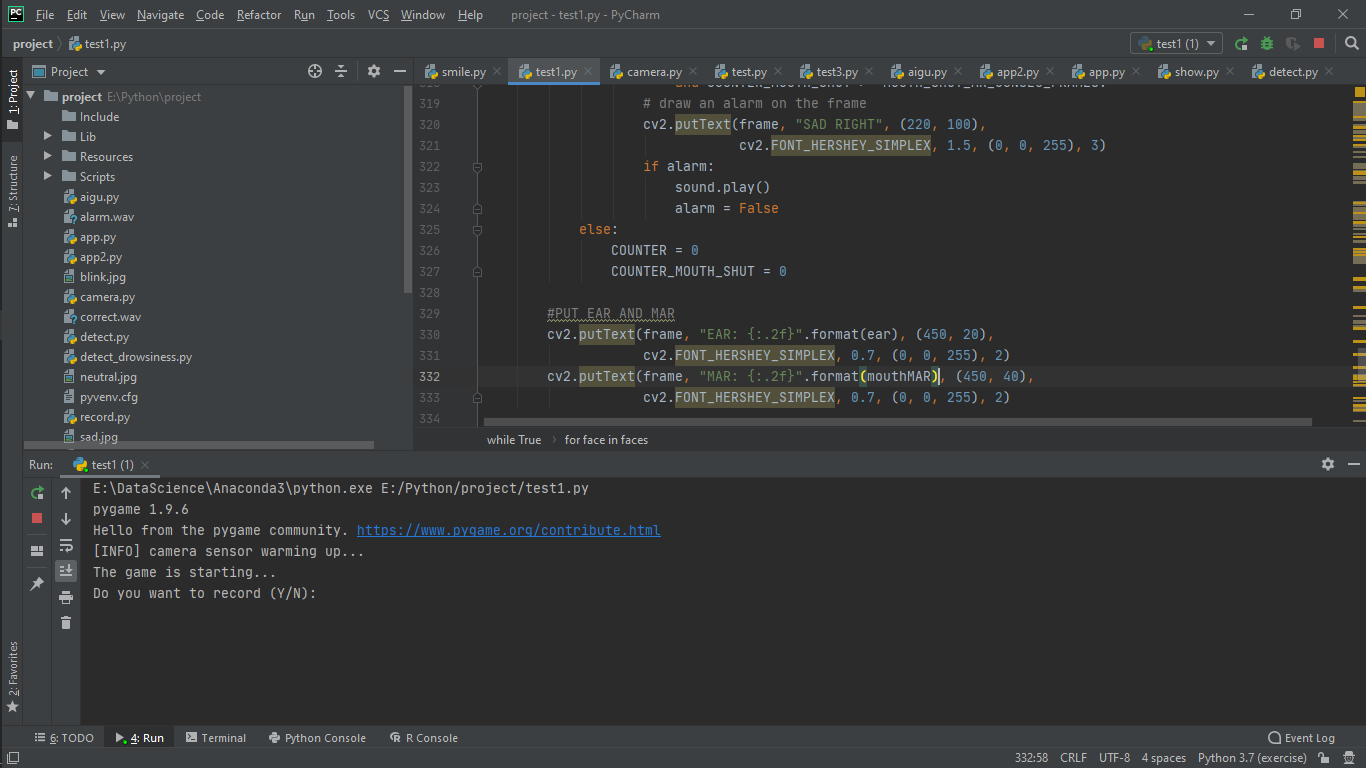 PC File Edit View Navigate Code Refactor Run Tools VCS Window Help project - test1.py - PyCharm
project test1.py test1 (1)
1: Project
7: Structure
2: Favorites
Project
project E:\Python\project
Include
Lib
Resources
Scripts
aigu.py
alarm.wav
app.py
app2.py
blink.jpg
camera.py
correct.wav
detect.py
detect_drowsiness.py
neutral.jpg
pyvenv.cfg
record.py
sad.jpg
smile.py test1.py camera.py test.py test3.py aigu.py app2.py app.py show.py detect.py
319 # draw an alarm on the frame
320 cv2.putText(frame, "SAD RIGHT", (220, 100),
321 cv2.FONT_HERSHEY_SIMPLEX, 1.5, (0, 0, 255), 3)
322 if alarm:
323 sound.play()
324 alarm = False
325 else:
326 COUNTER = 0
327 COUNTER_MOUTH_SHUT = 0
328
329 #PUT EAR AND MAR
330 cv2.putText(frame, "EAR: {:.2f}".format(ear), (450, 20),
331 cv2.FONT_HERSHEY_SIMPLEX, 0.7, (0, 0, 255), 2)
332 cv2.putText(frame, "MAR: {:.2f}".format(mouthMAR), (450, 40),
333 cv2.FONT_HERSHEY_SIMPLEX, 0.7, (0, 0, 255), 2)
334
while True for face in faces
Run: test1 (1)
E:\DataScience\Anaconda3\python.exe E:/Python/project/test1.py
pygame 1.9.6
Hello from the pygame community. https://www.pygame.org/contribute.html
[INFO] camera sensor warming up...
The game is starting...
Do you want to record (Y/N):
6: TODO 4: Run Terminal Python Console R Console Event Log
332:58 CRLF UTF-8 4 spaces Python 3.7 (exercise)